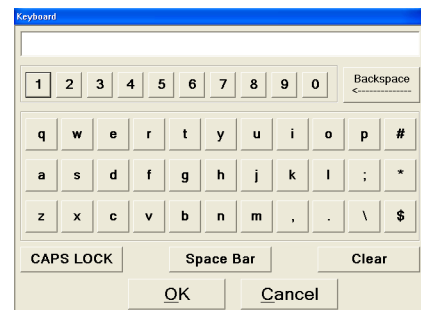 Keyboard
1 2 3 4 5 6 7 8 9 0 Backspace
<--------------
q w e r t y u i o p #
a s d f g h j k l ; *
z x c v b n m , . \ $
CAPS LOCK Space Bar Clear
OK Cancel